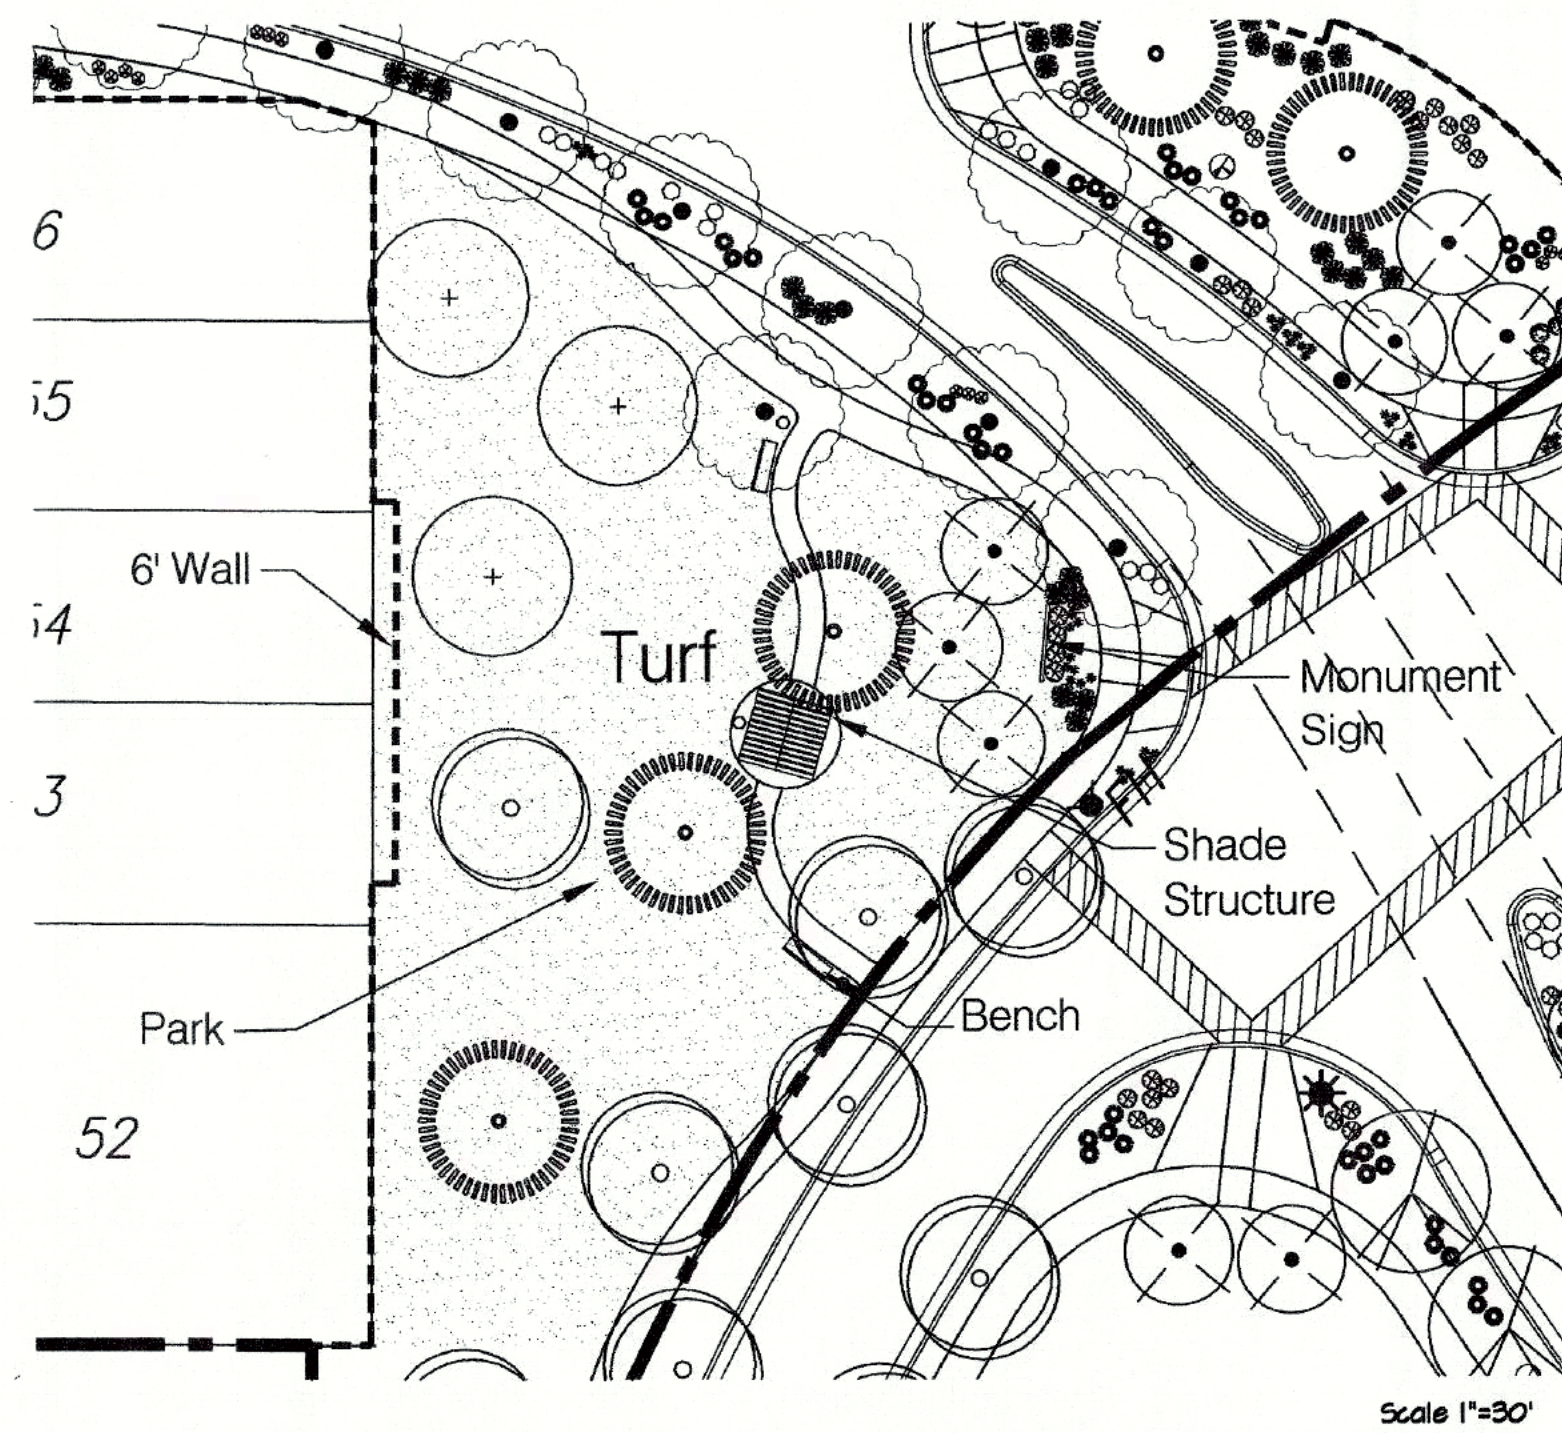 6
55
54
6' Wall
Turf
Monument
Sign
3
Shade
Structure
Park
Bench
52
Scale 1"=30'